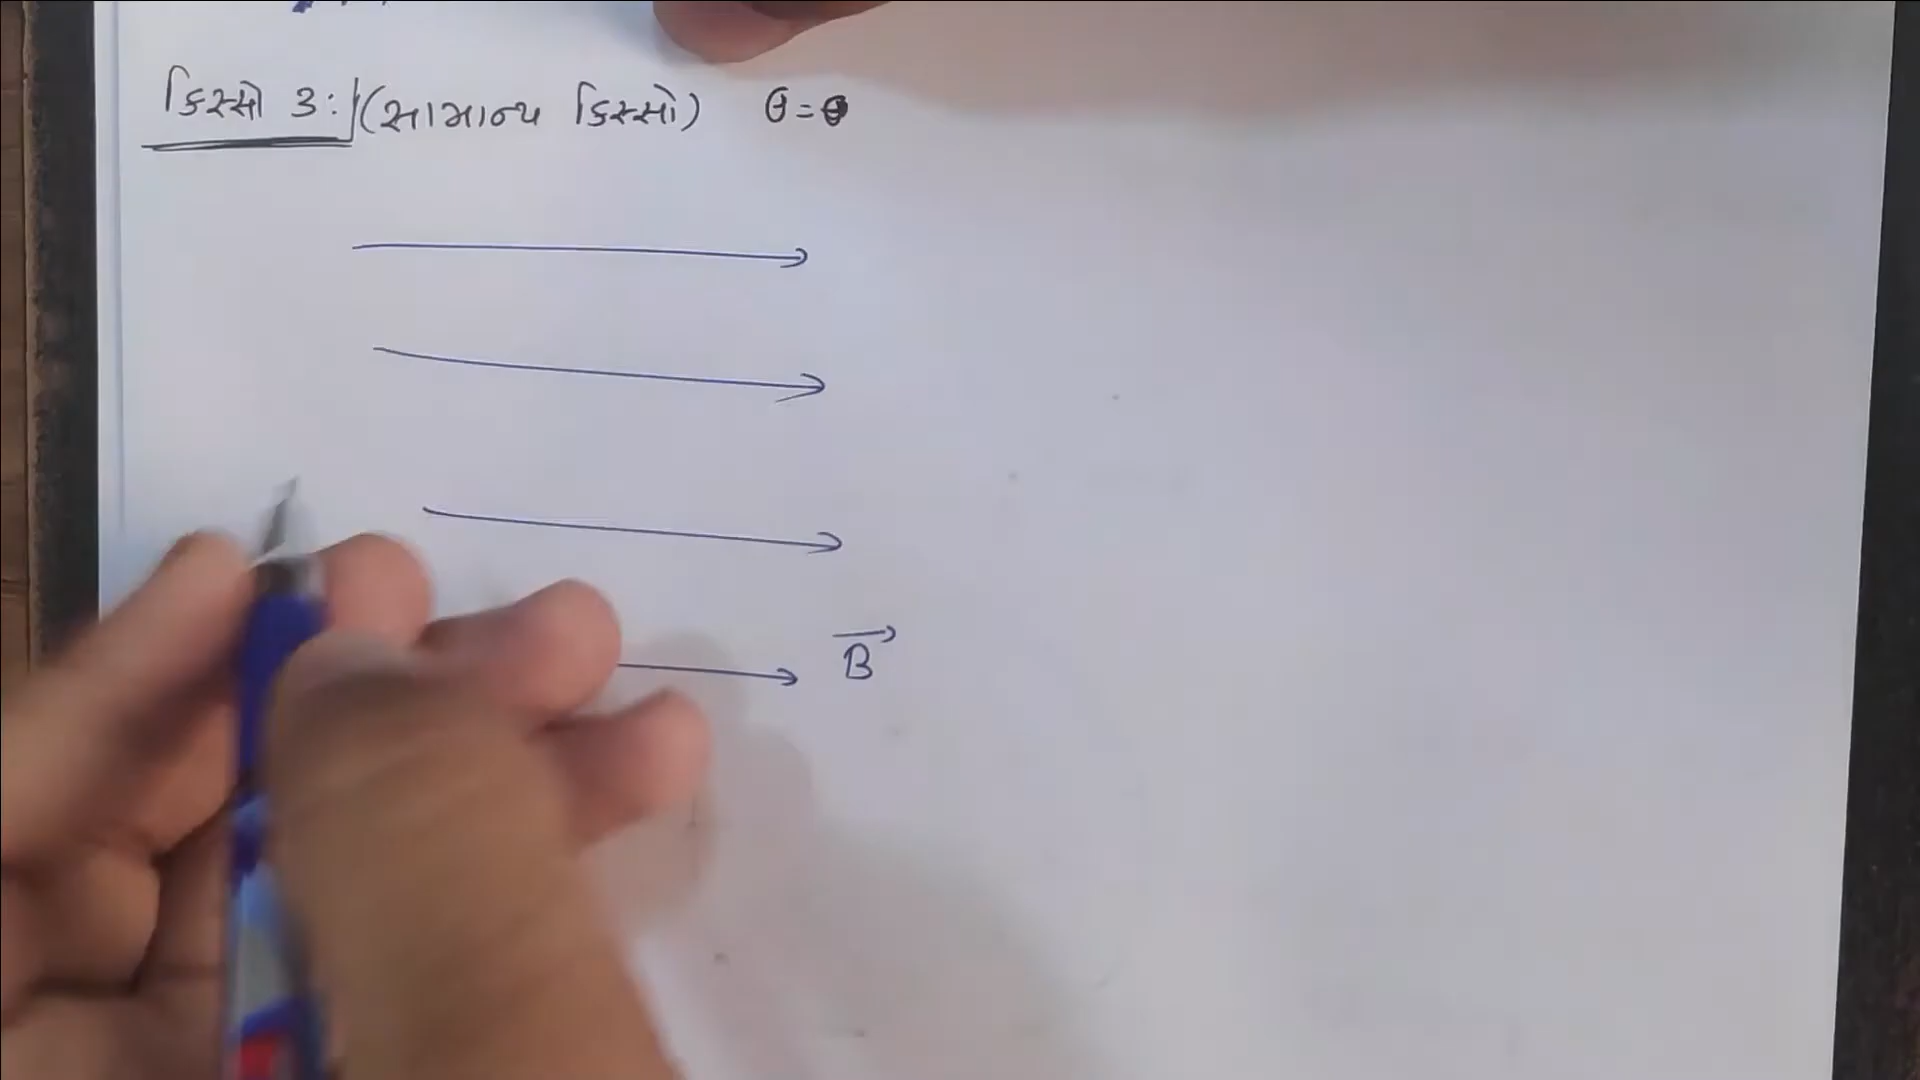 કિસ્સો 3: (સામાન્ય કિસ્સો) θ = θ
B